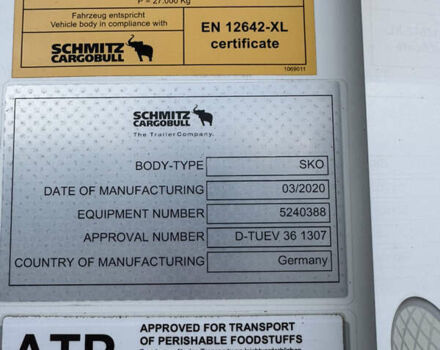 P = 27.000 Kg
Fahrzeug entspricht
Vehicle body in compliance with
EN 12642-XL
certificate
SCHMITZ
CARGOBULL
1069011
SCHMITZ
CARGOBULL
The Trailer Company.
BODY-TYPE SKO
DATE OF MANUFACTURING 03/2020
EQUIPMENT NUMBER 5240388
APPROVAL NUMBER D-TUEV 36 1307
COUNTRY OF MANUFACTURING Germany
ATP
APPROVED FOR TRANSPORT
OF PERISHABLE FOODSTUFFS